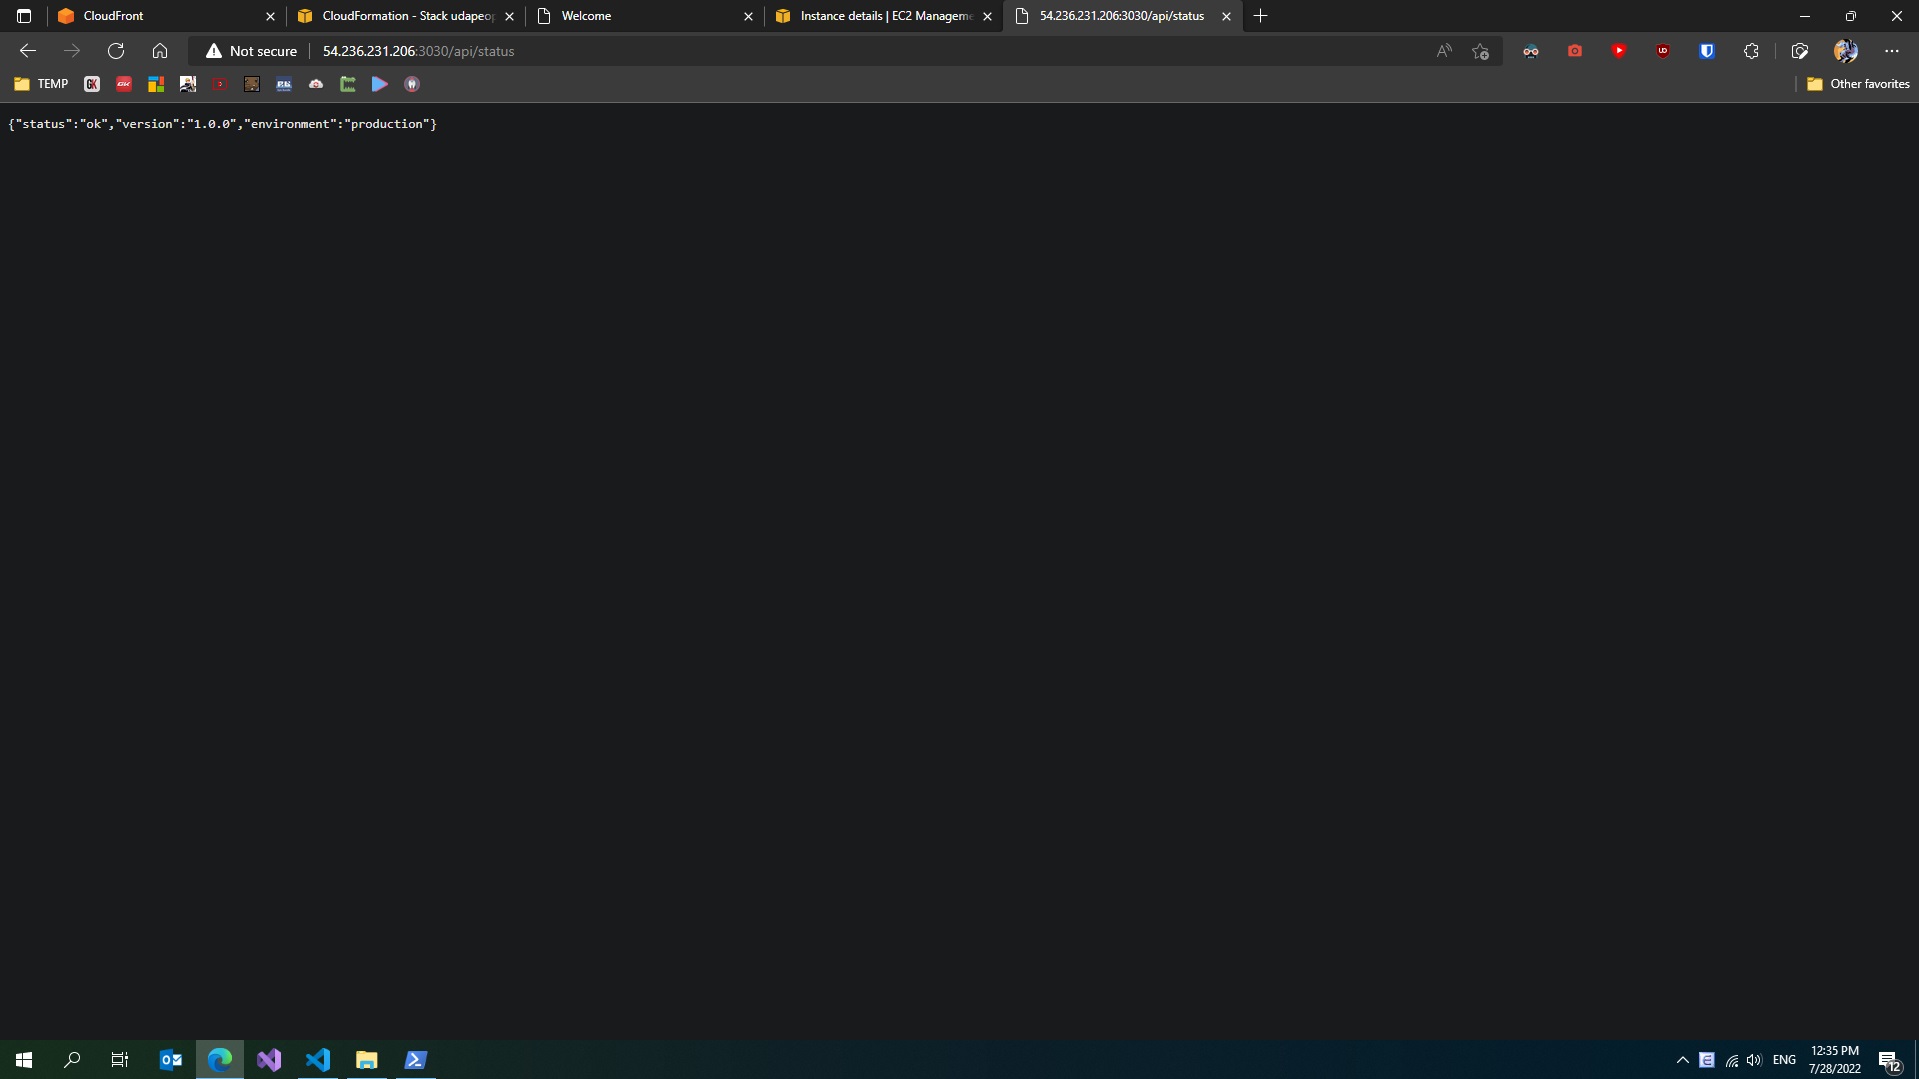 CloudFront
CloudFormation - Stack udapeop
Welcome
Instance details | EC2 Manageme
54.236.231.206:3030/api/status
Not secure
54.236.231.206:3030/api/status
TEMP
Other favorites
{"status":"ok","version":"1.0.0","environment":"production"}
ENG
12:35 PM
7/28/2022
12